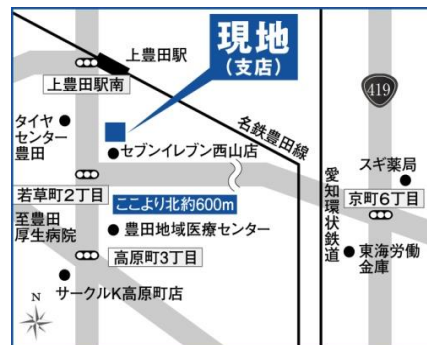 上豊田駅
現地
(支店)
上豊田駅南
419
名鉄豊田線
タイヤ
センター
豊田
セブンイレブン西山店
スギ薬局
若草町2丁目
ここより北約600m
愛知環状鉄道
京町6丁目
至豊田
厚生病院
豊田地域医療センター
高原町3丁目
東海労働
金庫
サークルK高原町店
N